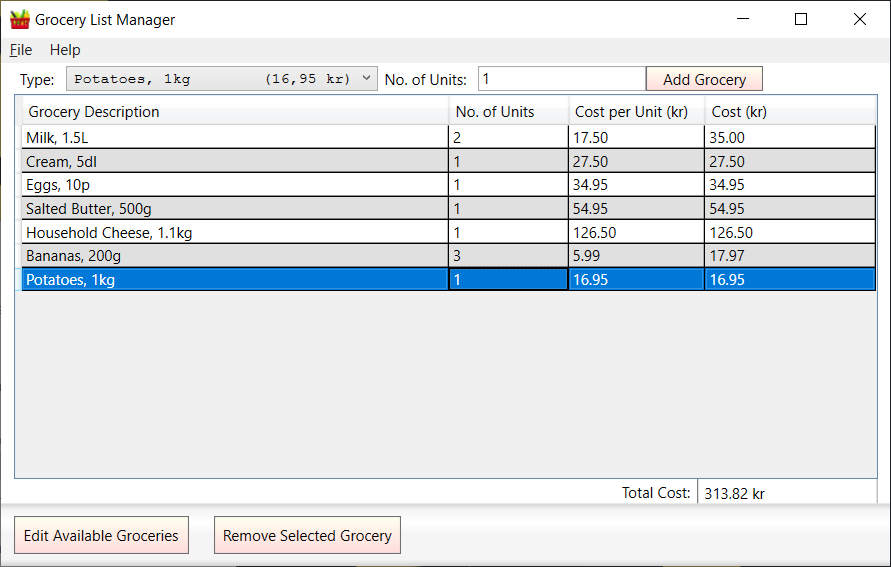 Grocery List Manager
File Help
Type: Potatoes, 1kg (16,95 kr) No. of Units: 1 Add Grocery
Grocery Description No. of Units Cost per Unit (kr) Cost (kr)
Milk, 1.5L 2 17.50 35.00
Cream, 5dl 1 27.50 27.50
Eggs, 10p 1 34.95 34.95
Salted Butter, 500g 1 54.95 54.95
Household Cheese, 1.1kg 1 126.50 126.50
Bananas, 200g 3 5.99 17.97
Potatoes, 1kg 1 16.95 16.95
Total Cost: 313.82 kr
Edit Available Groceries Remove Selected Grocery